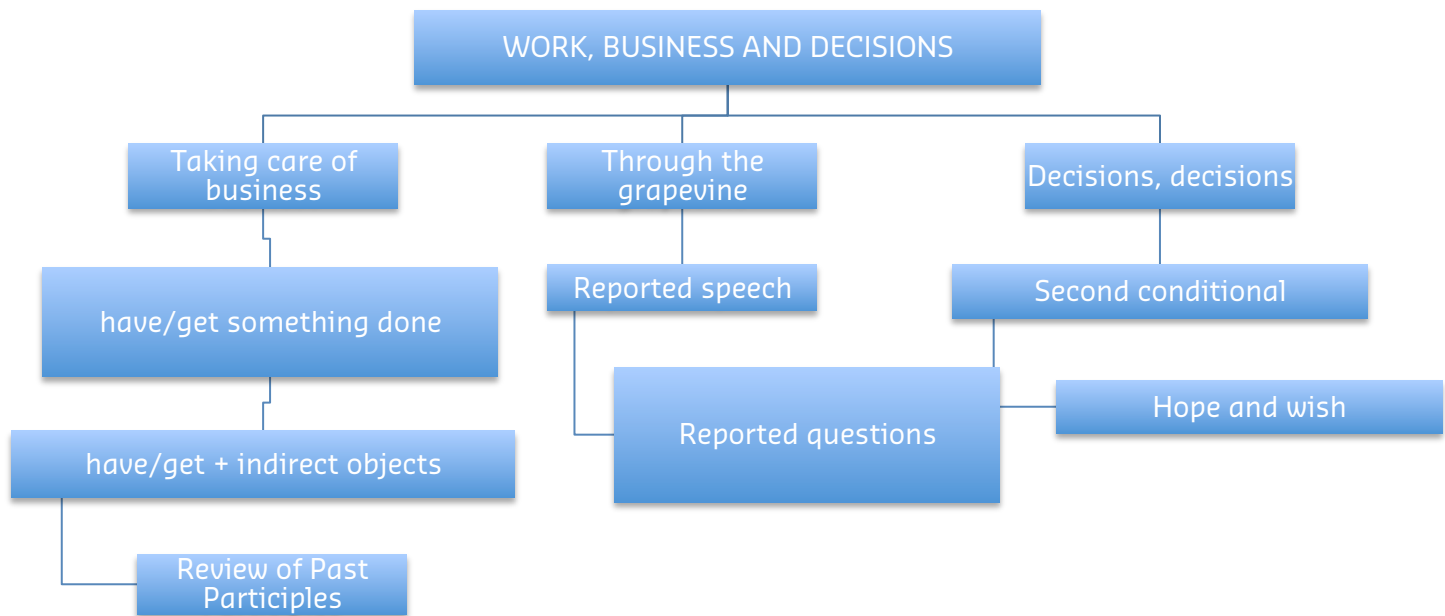 WORK, BUSINESS AND DECISIONS
Taking care of
business
Through the
grapevine
Decisions, decisions
have/get something done
Reported speech
Second conditional
have/get + indirect objects
Reported questions
Hope and wish
Review of Past
Participles